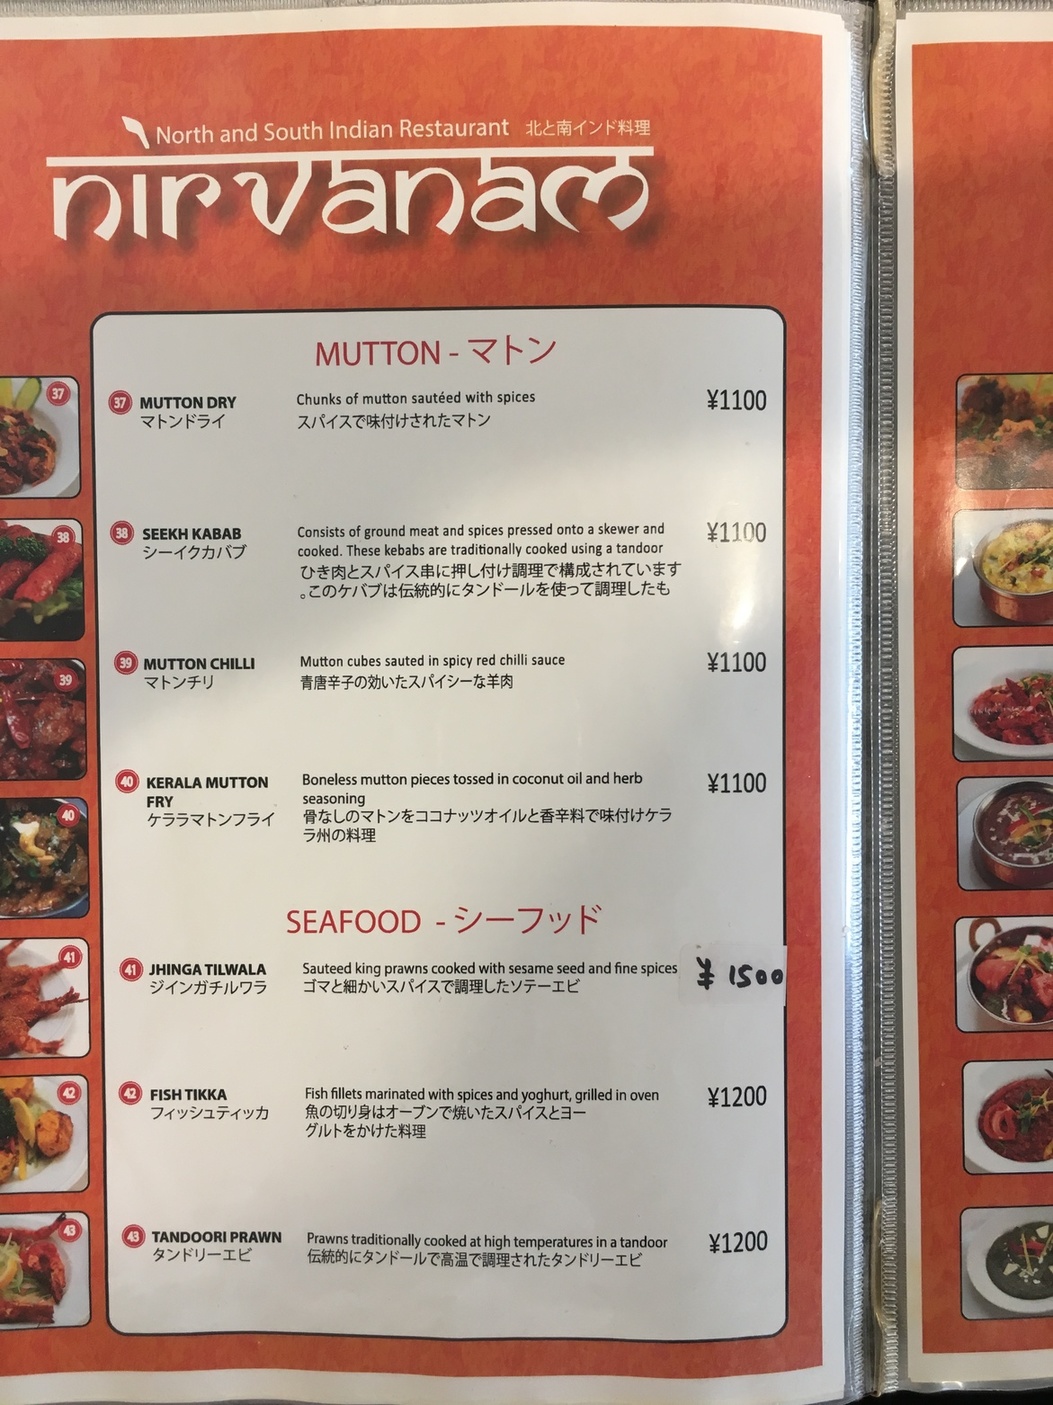 North and South Indian Restaurant 北と南インド料理
nirvanam
MUTTON - マトン
37 MUTTON DRY Chunks of mutton sautéed with spices ¥1100
マトンドライ スパイスで味付けされたマトン
38 SEEKH KABAB Consists of ground meat and spices pressed onto a skewer and ¥1100
シーイクカバブ cooked. These kebabs are traditionally cooked using a tandoor
ひき肉とスパイス串に押し付け調理で構成されています
。このケバブは伝統的にタンドールを使って調理したも
39 MUTTON CHILLI Mutton cubes sauted in spicy red chilli sauce ¥1100
マトンチリ 青唐辛子の効いたスパイシーな羊肉
40 KERALA MUTTON Boneless mutton pieces tossed in coconut oil and herb ¥1100
FRY seasoning
ケララマトンフライ 骨なしのマトンをココナッツオイルと香辛料で味付けケラ
ラ州の料理
SEAFOOD - シーフッド
41 JHINGA TILWALA Sauteed king prawns cooked with sesame seed and fine spices ¥1500
ジインガチルワラ ゴマと細かいスパイスで調理したソテーエビ
42 FISH TIKKA Fish fillets marinated with spices and yoghurt, grilled in oven ¥1200
フィッシュティッカ 魚の切り身はオーブンで焼いたスパイスとヨー
グルトをかけた料理
43 TANDOORI PRAWN Prawns traditionally cooked at high temperatures in a tandoor ¥1200
タンドリーエビ 伝統的にタンドールで高温で調理されたタンドリーエビ
37
38
39
40
41
42
43